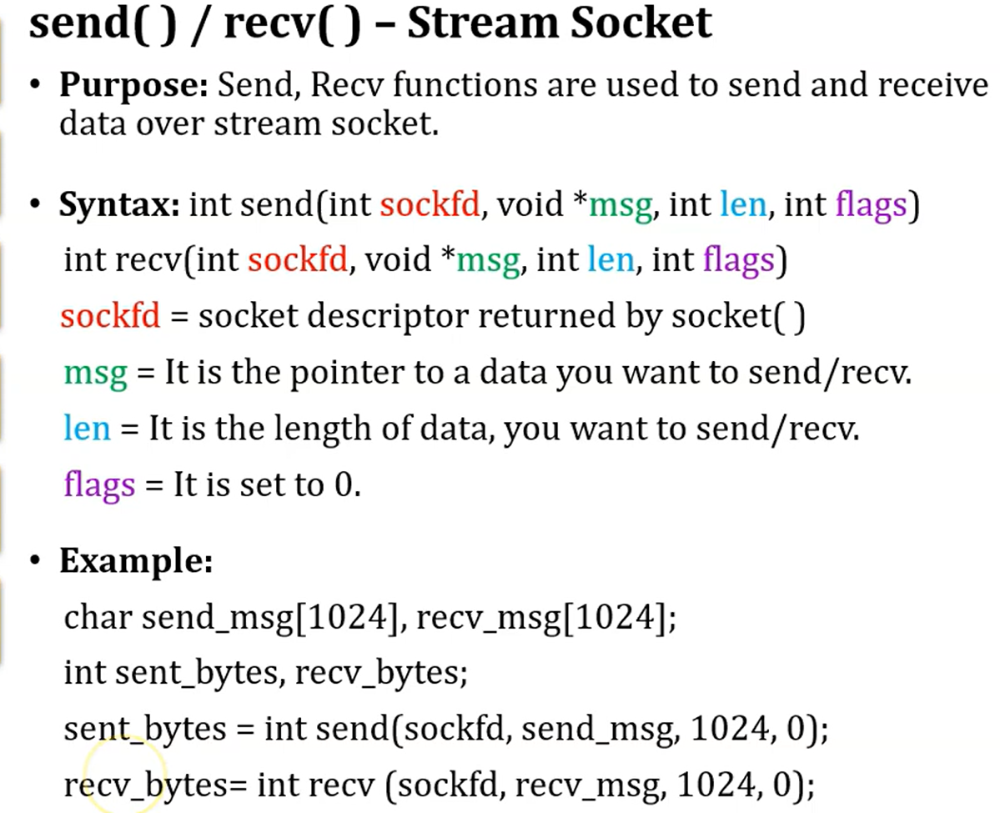 send( ) / recv( ) – Stream Socket
• Purpose: Send, Recv functions are used to send and receive
data over stream socket.
• Syntax: int send(int sockfd, void *msg, int len, int flags)
int recv(int sockfd, void *msg, int len, int flags)
sockfd = socket descriptor returned by socket( )
msg = It is the pointer to a data you want to send/recv.
len = It is the length of data, you want to send/recv.
flags = It is set to 0.
• Example:
char send_msg[1024], recv_msg[1024];
int sent_bytes, recv_bytes;
sent_bytes = int send(sockfd, send_msg, 1024, 0);
recv_bytes= int recv (sockfd, recv_msg, 1024, 0);